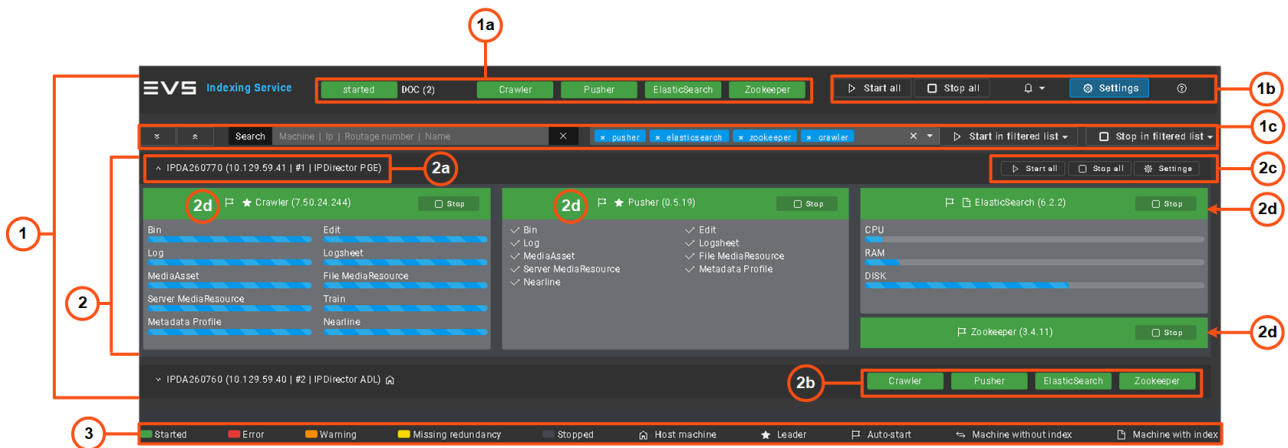 1a
EVS Indexing Service started DOC (2) Crawler Pusher ElasticSearch Zookeeper Start all Stop all Settings
1b
Search Machine | Ip | Routage number | Name pusher elasticsearch zookeeper crawler Start in filtered list Stop in filtered list
1c
IPDA260770 (10.129.59.41 | #1 | IPDirector PGE) 2a Start all Stop all Settings
2c
2d Crawler (7.50.24.244) Stop
Bin Edit
Log Logsheet
MediaAsset File MediaResource
Server MediaResource Train
Metadata Profile Nearline
2d Pusher (0.5.19) Stop
Bin Edit
Log Logsheet
MediaAsset File MediaResource
Server MediaResource Metadata Profile
Nearline
ElasticSearch (6.2.2) Stop
2d
CPU
RAM
DISK
Zookeeper (3.4.11) Stop
2d
1
2
IPDA260760 (10.129.59.40 | #2 | IPDirector ADL) 2b Crawler Pusher ElasticSearch Zookeeper
3
Started Error Warning Missing redundancy Stopped Host machine Leader Auto-start Machine without index Machine with index